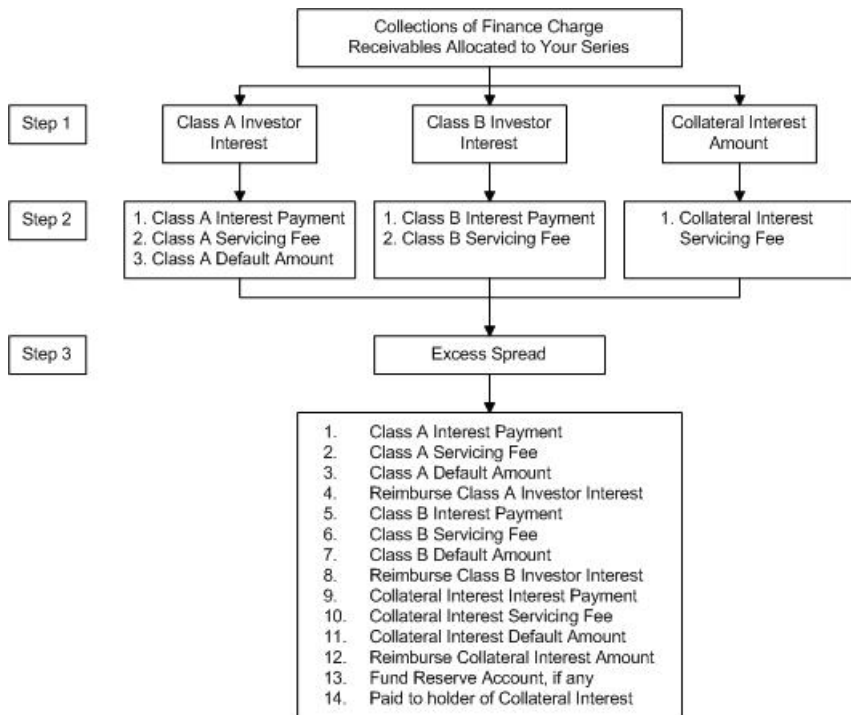 Collections of Finance Charge
Receivables Allocated to Your Series
Step 1
Class A Investor
Interest
Class B Investor
Interest
Collateral Interest
Amount
Step 2
1. Class A Interest Payment
2. Class A Servicing Fee
3. Class A Default Amount
1. Class B Interest Payment
2. Class B Servicing Fee
1. Collateral Interest
Servicing Fee
Step 3
Excess Spread
1. Class A Interest Payment
2. Class A Servicing Fee
3. Class A Default Amount
4. Reimburse Class A Investor Interest
5. Class B Interest Payment
6. Class B Servicing Fee
7. Class B Default Amount
8. Reimburse Class B Investor Interest
9. Collateral Interest Interest Payment
10. Collateral Interest Servicing Fee
11. Collateral Interest Default Amount
12. Reimburse Collateral Interest Amount
13. Fund Reserve Account, if any
14. Paid to holder of Collateral Interest